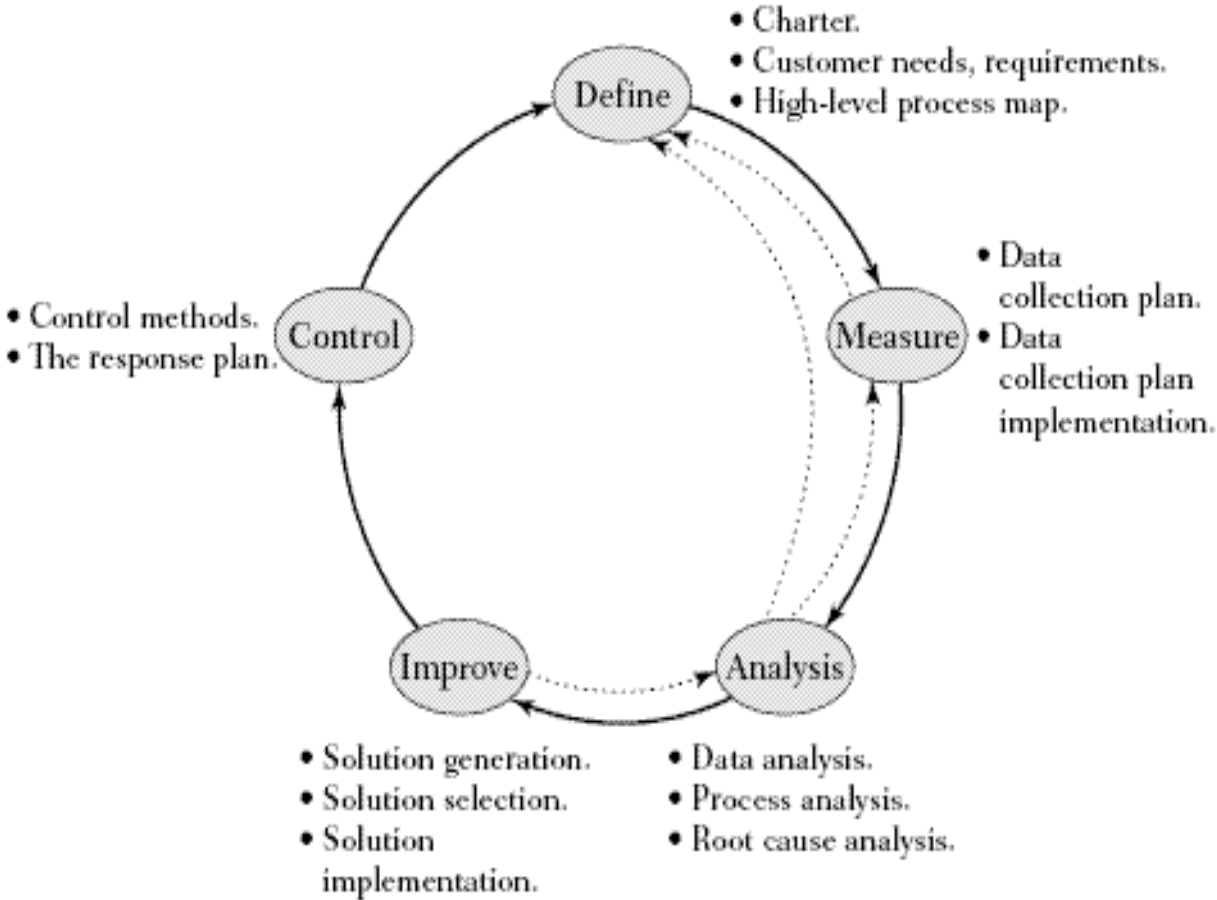 • Charter.
• Customer needs, requirements.
• High-level process map.
Define
• Data
collection plan.
• Data
collection plan
implementation.
Measure
• Control methods.
• The response plan.
Control
Improve
Analysis
• Solution generation.
• Solution selection.
• Solution
implementation.
• Data analysis.
• Process analysis.
• Root cause analysis.